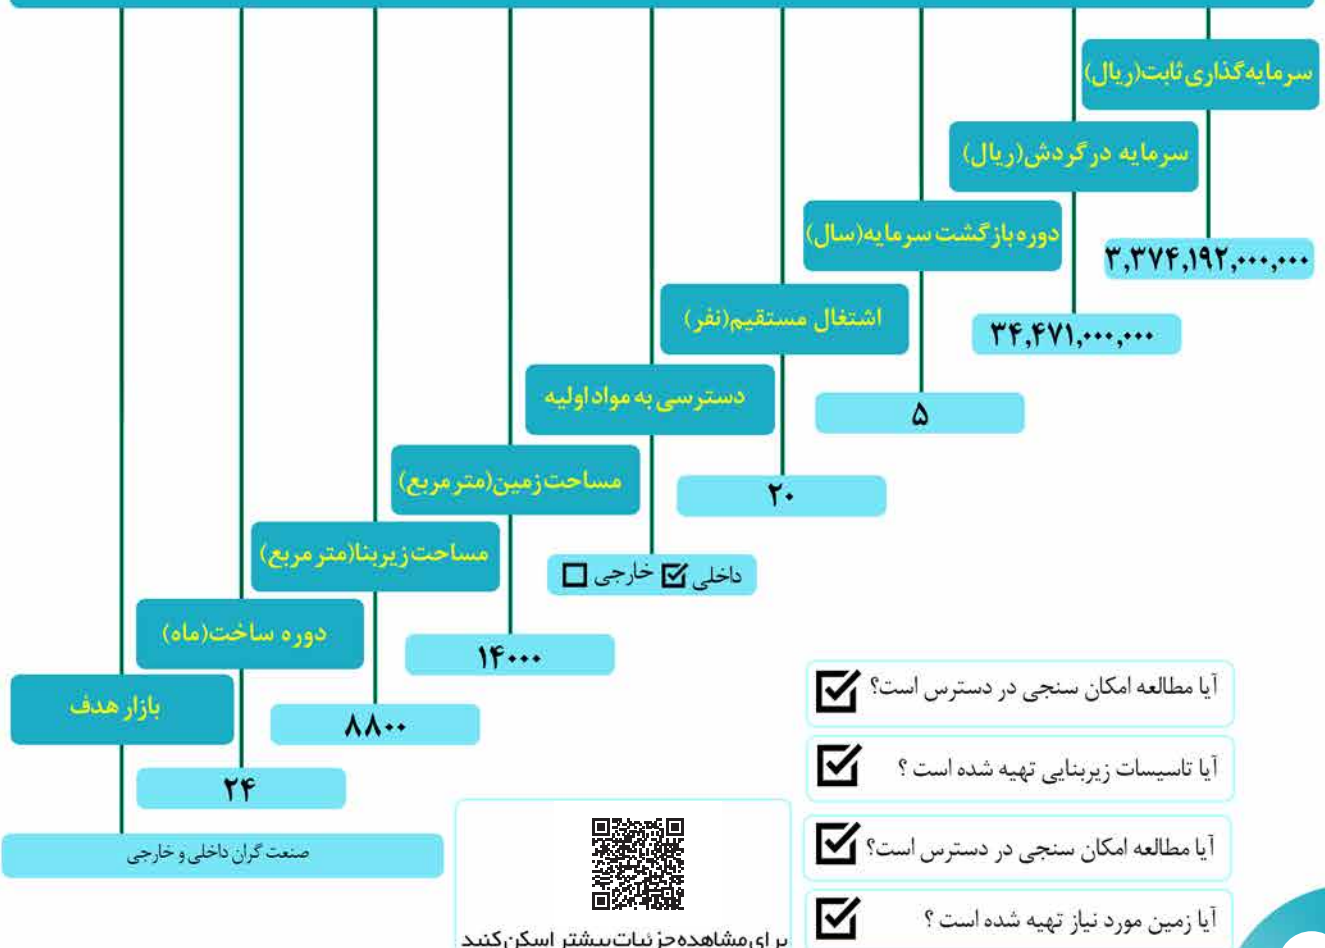 سرمایه‌گذاری ثابت(ریال)
۳,۳۷۴,۱۹۲,۰۰۰,۰۰۰
سرمایه در گردش(ریال)
۳۴,۴۷۱,۰۰۰,۰۰۰
دوره بازگشت سرمایه(سال)
۵
اشتغال مستقیم(نفر)
۲۰
دسترسی به مواد اولیه
داخلی ☑ خارجی ☐
مساحت زمین(متر مربع)
۱۴۰۰۰
مساحت زیربنا(متر مربع)
۸۸۰۰
دوره ساخت(ماه)
۲۴
بازار هدف
صنعت گران داخلی و خارجی
آیا مطالعه امکان سنجی در دسترس است؟ ☑
آیا تاسیسات زیربنایی تهیه شده است ؟ ☑
آیا مطالعه امکان سنجی در دسترس است؟ ☑
آیا زمین مورد نیاز تهیه شده است ؟ ☑
برای مشاهده جزئیات بیشتر اسکن کنید